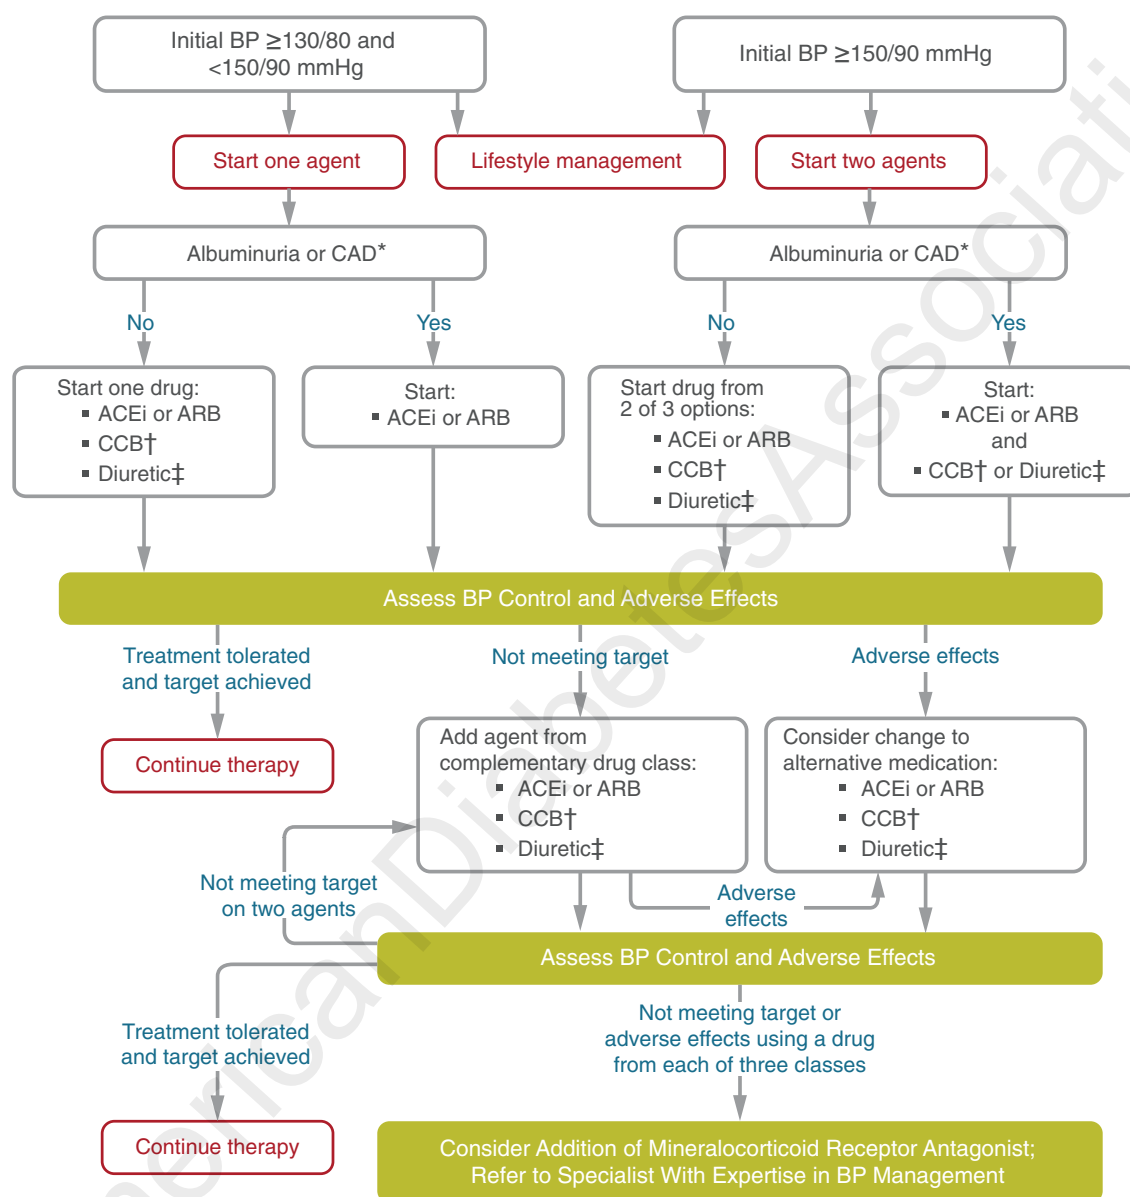 Initial BP ≥130/80 and
<150/90 mmHg
Initial BP ≥150/90 mmHg
Start one agent
Lifestyle management
Start two agents
Albuminuria or CAD*
Albuminuria or CAD*
No
Yes
No
Yes
Start one drug:
▪ ACEi or ARB
▪ CCB†
▪ Diuretic‡
Start:
▪ ACEi or ARB
Start drug from
2 of 3 options:
▪ ACEi or ARB
▪ CCB†
▪ Diuretic‡
Start:
▪ ACEi or ARB
and
▪ CCB† or Diuretic‡
Assess BP Control and Adverse Effects
Treatment tolerated
and target achieved
Not meeting target
Adverse effects
Continue therapy
Add agent from
complementary drug class:
▪ ACEi or ARB
▪ CCB†
▪ Diuretic‡
Consider change to
alternative medication:
▪ ACEi or ARB
▪ CCB†
▪ Diuretic‡
Not meeting target
on two agents
Adverse
effects
Assess BP Control and Adverse Effects
Treatment tolerated
and target achieved
Not meeting target or
adverse effects using a drug
from each of three classes
Continue therapy
Consider Addition of Mineralocorticoid Receptor Antagonist;
Refer to Specialist With Expertise in BP Management
mericanDiabetesAssociati